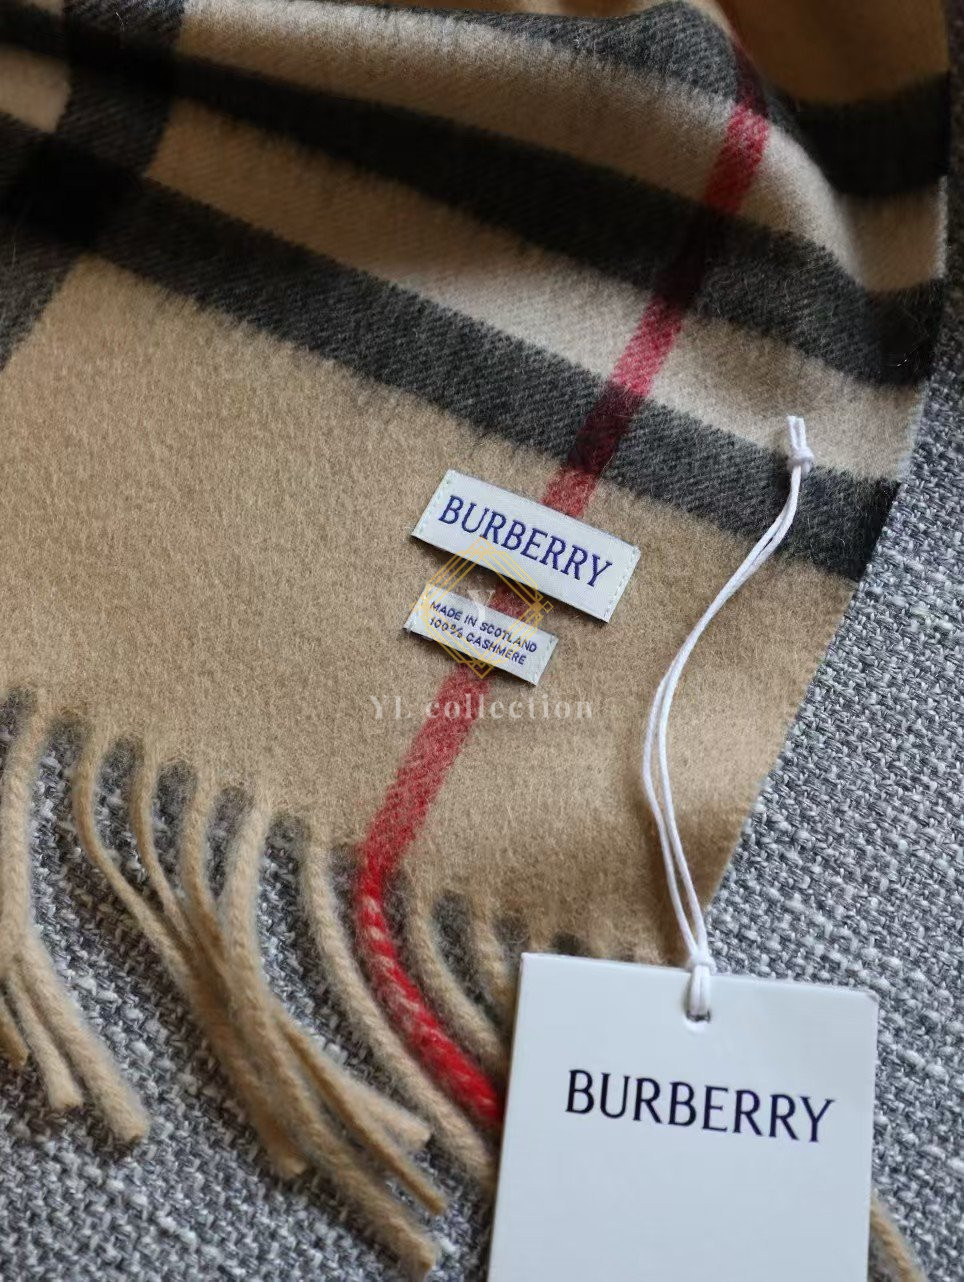 BURBERRY
MADE IN SCOTLAND
100% CASHMERE
Y
YL collection
BURBERRY